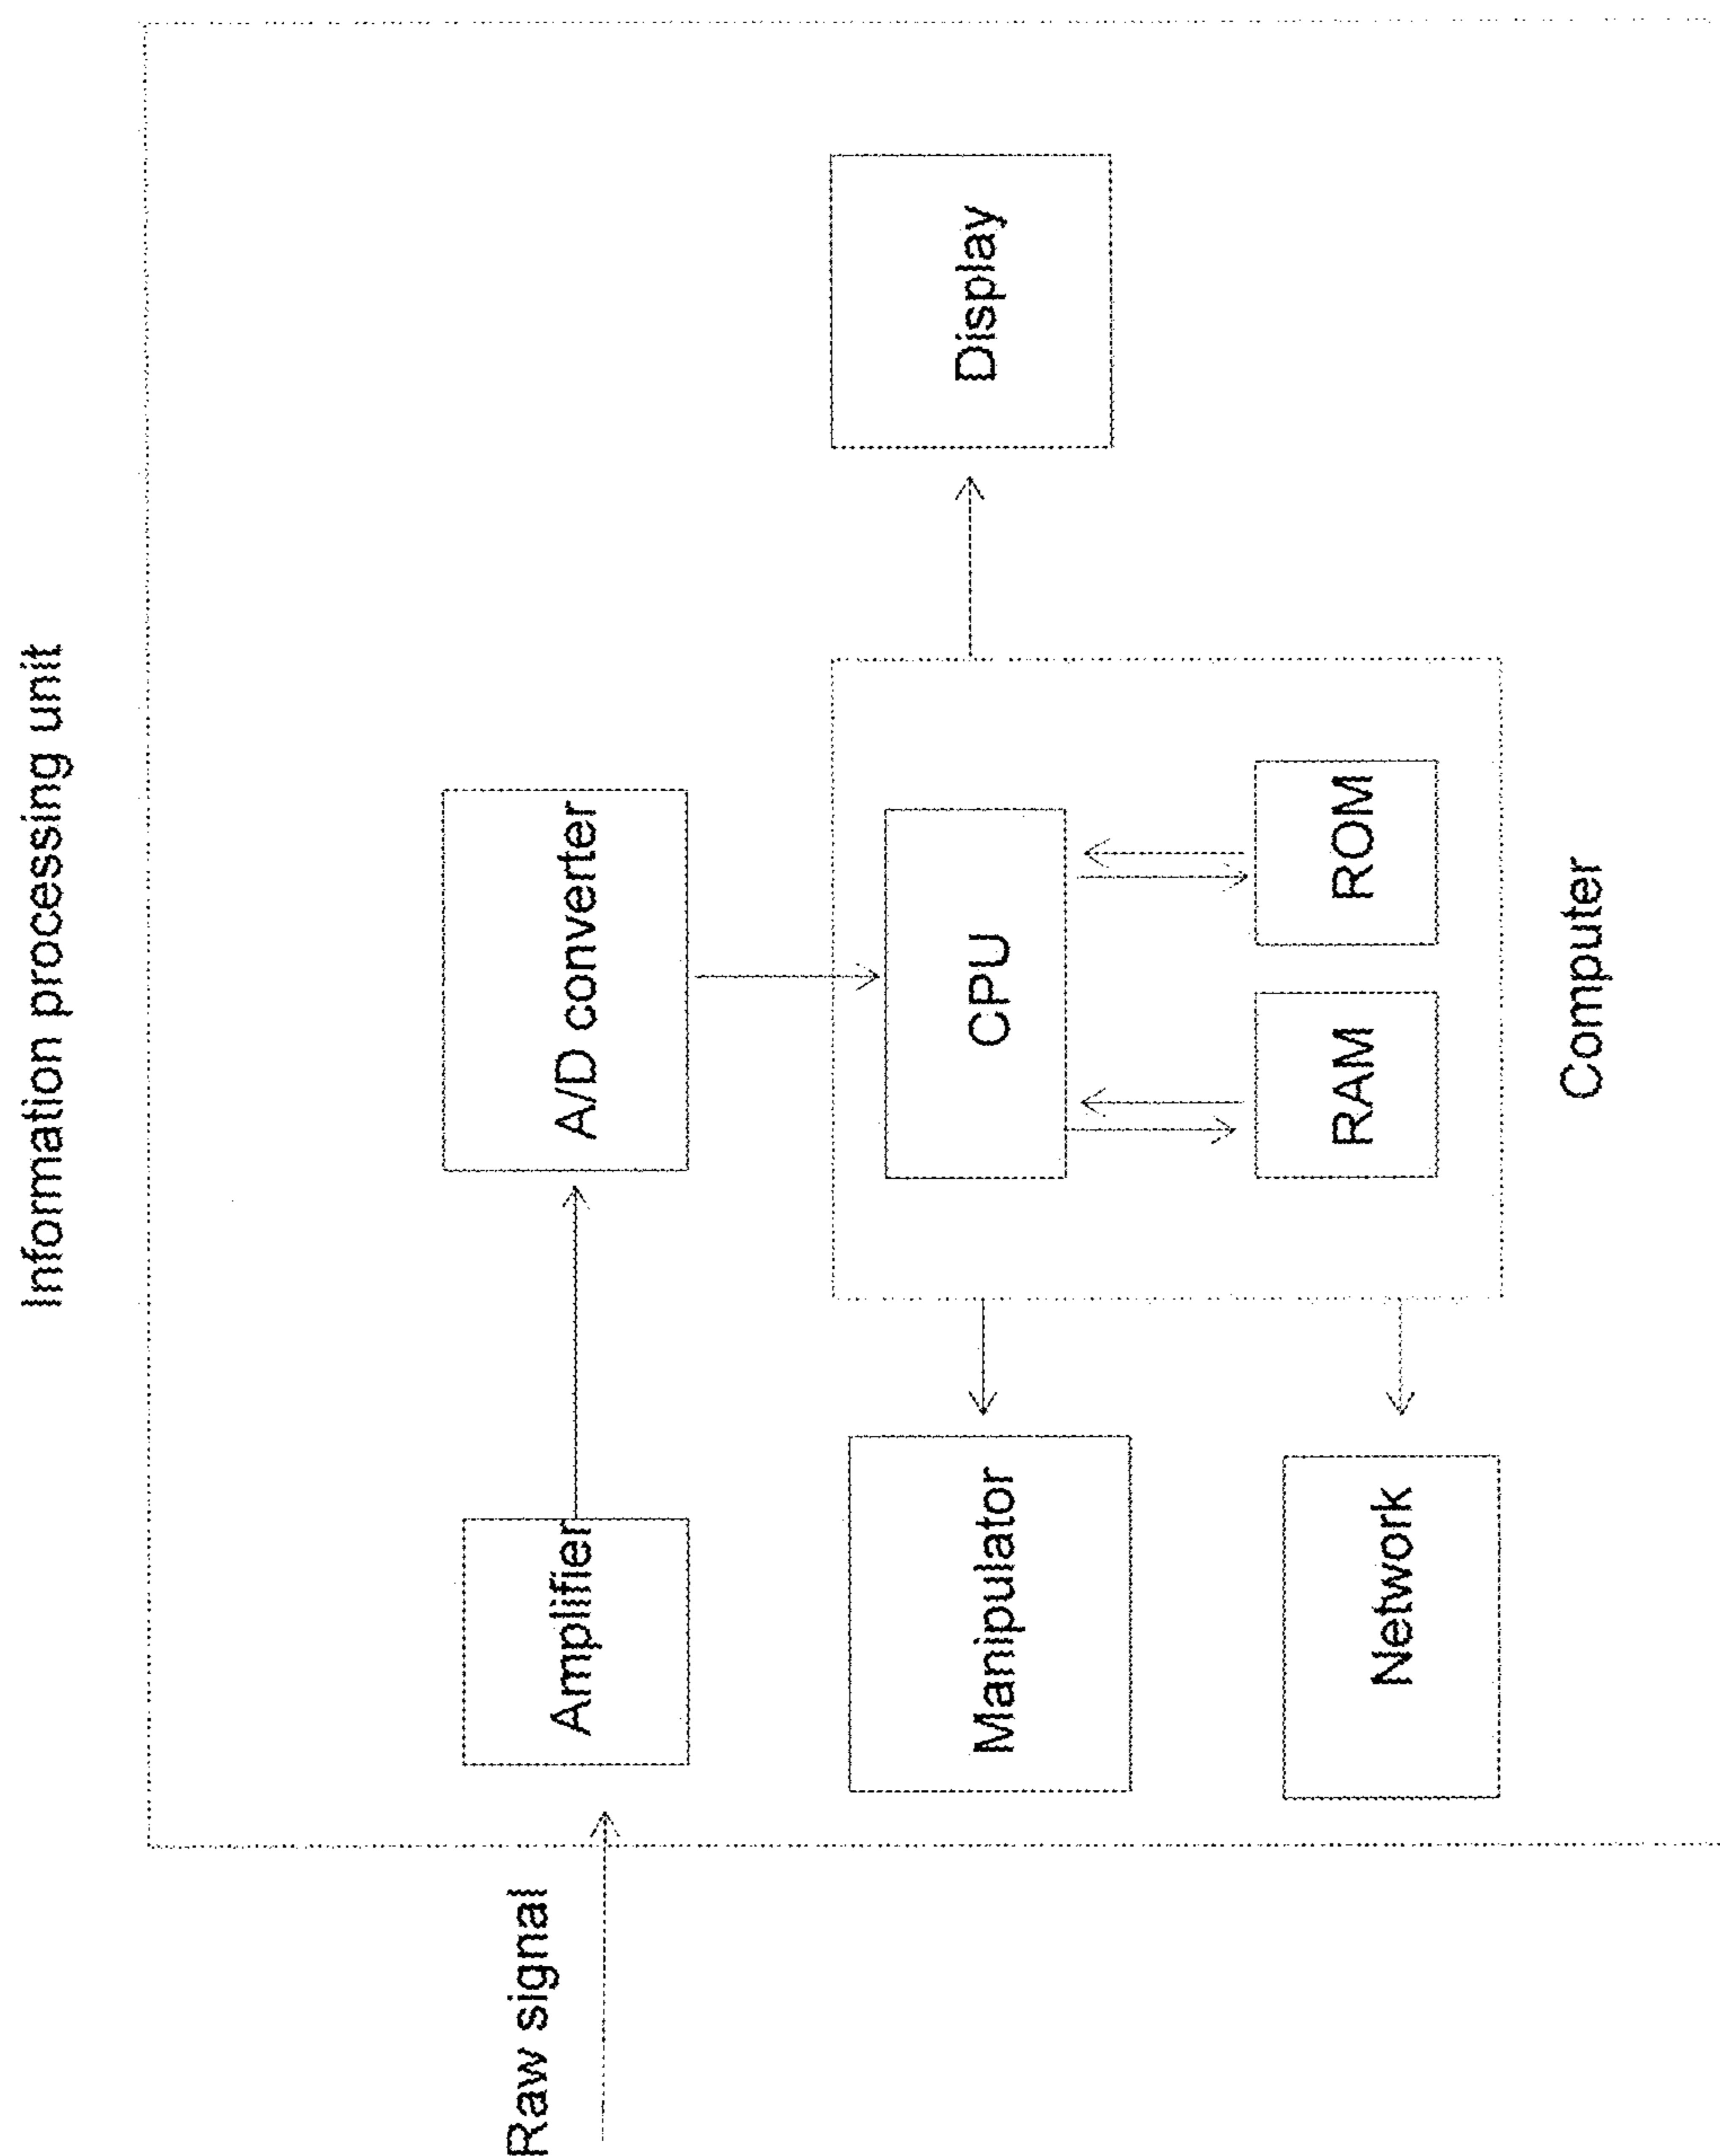 Information processing unit
Raw signal
Amplifier
A/D converter
Manipulator
CPU
Display
Network
RAM
ROM
Computer